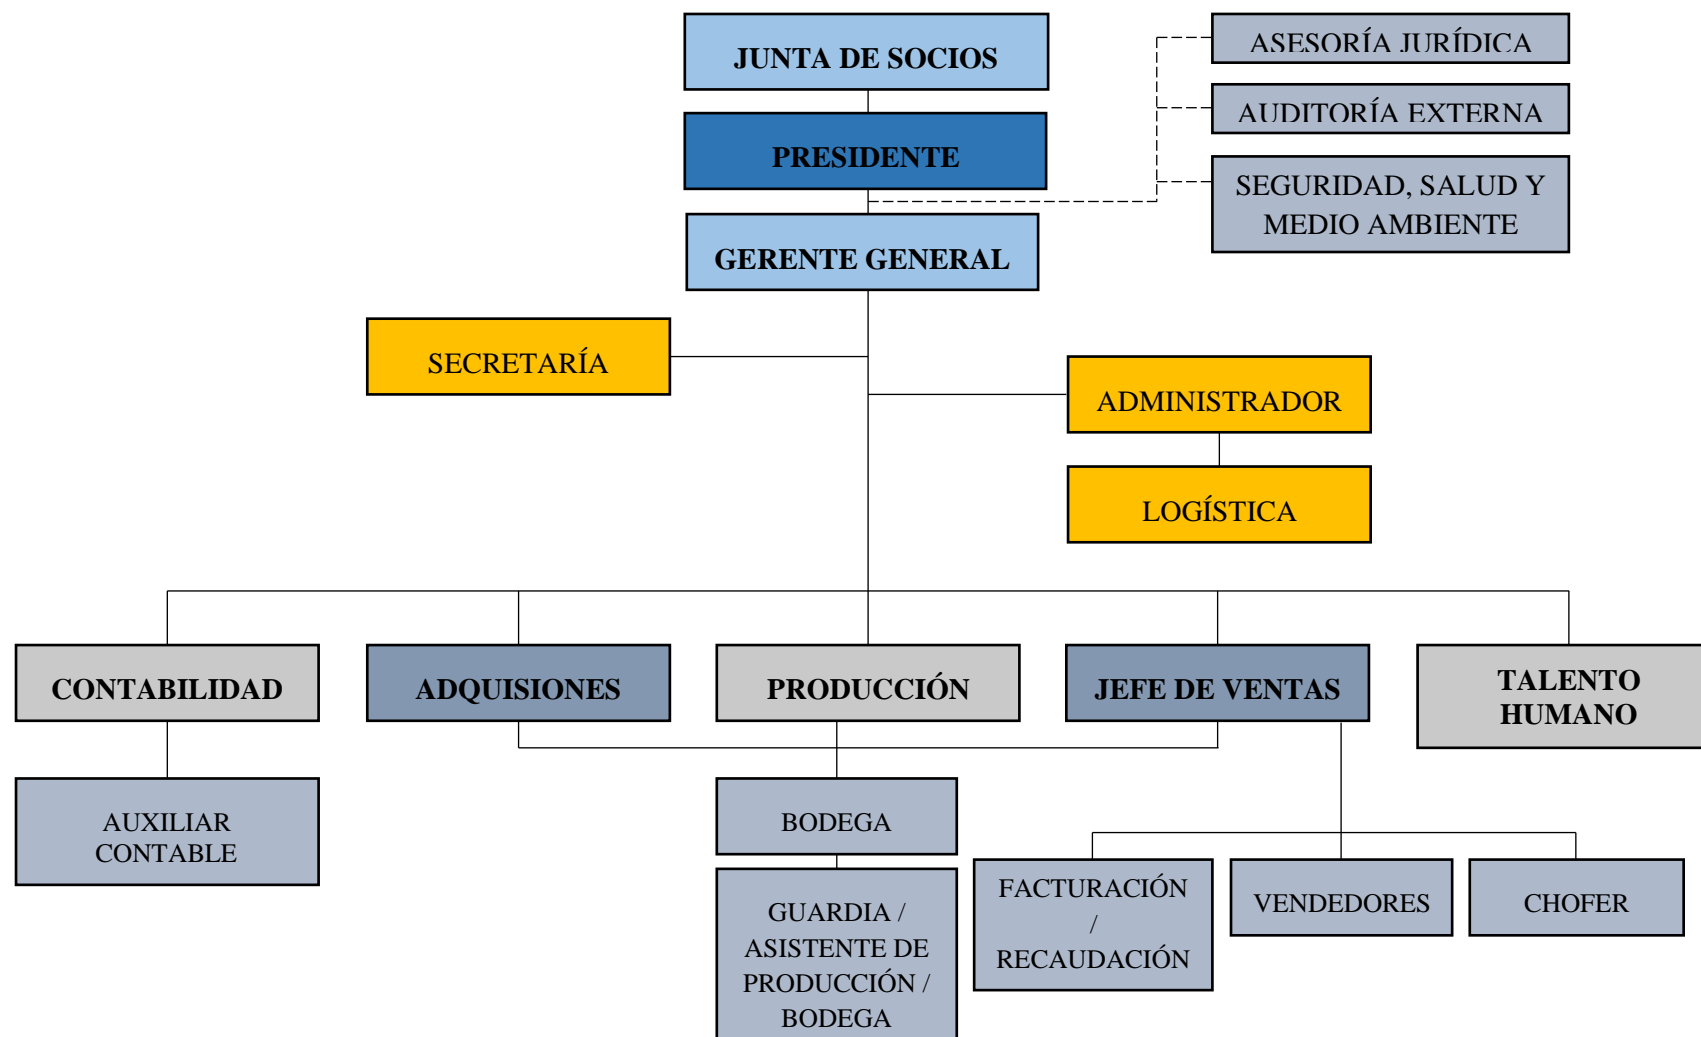 JUNTA DE SOCIOS
ASESORÍA JURÍDICA
AUDITORÍA EXTERNA
PRESIDENTE
SEGURIDAD, SALUD Y
MEDIO AMBIENTE
GERENTE GENERAL
SECRETARÍA
ADMINISTRADOR
LOGÍSTICA
CONTABILIDAD
ADQUISIONES
PRODUCCIÓN
JEFE DE VENTAS
TALENTO
HUMANO
AUXILIAR
CONTABLE
BODEGA
GUARDIA /
ASISTENTE DE
PRODUCCIÓN /
BODEGA
FACTURACIÓN
/
RECAUDACIÓN
VENDEDORES
CHOFER